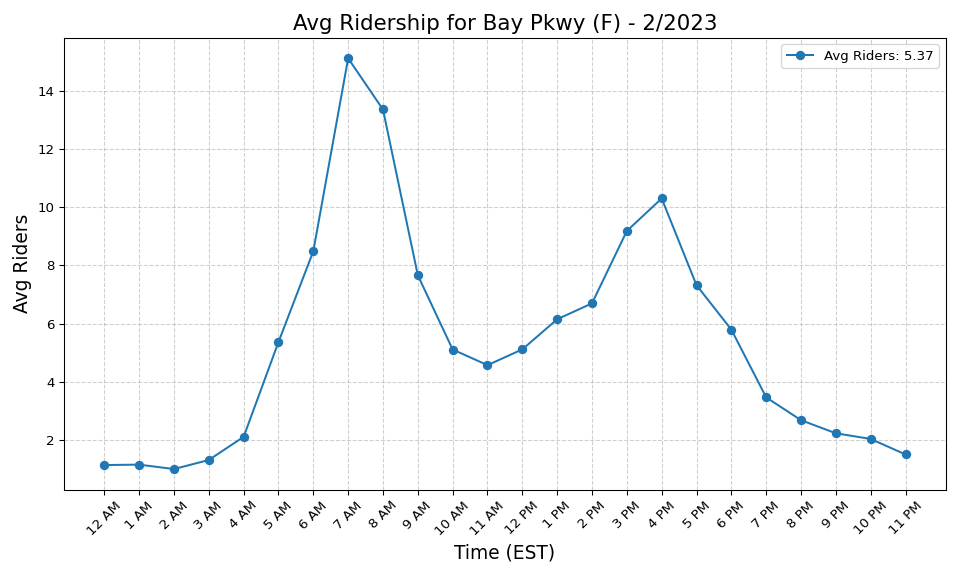 Avg Ridership for Bay Pkwy (F) - 2/2023
Avg Riders: 5.37
Avg Riders
14
12
10
8
6
4
2
12 AM
1 AM
2 AM
3 AM
4 AM
5 AM
6 AM
7 AM
8 AM
9 AM
10 AM
11 AM
12 PM
1 PM
2 PM
3 PM
4 PM
5 PM
6 PM
7 PM
8 PM
9 PM
10 PM
11 PM
Time (EST)